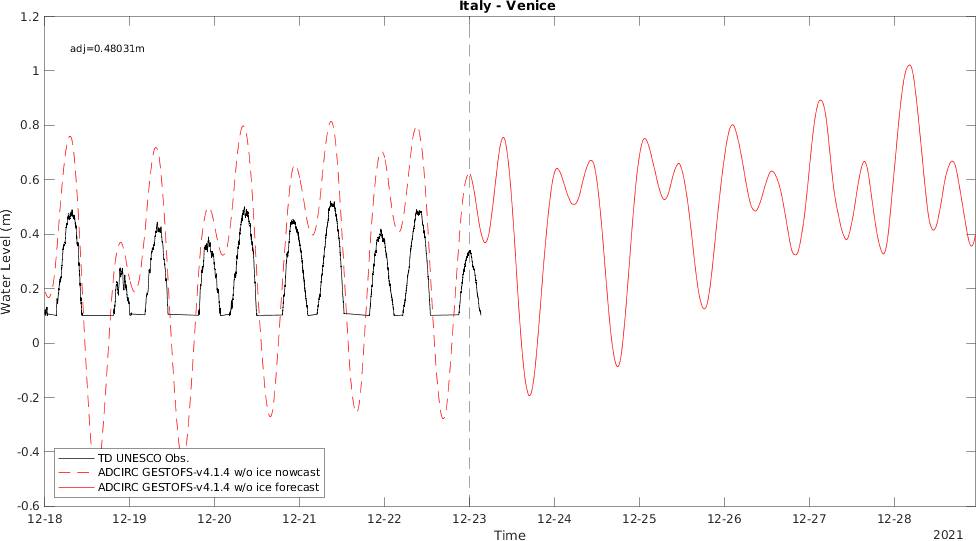 Italy - Venice
1.2
1
0.8
0.6
0.4
0.2
0
-0.2
-0.4
-0.6
Water Level (m)
adj=0.48031m
TD UNESCO Obs.
ADCIRC GESTOFS-v4.1.4 w/o ice nowcast
ADCIRC GESTOFS-v4.1.4 w/o ice forecast
12-18 12-19 12-20 12-21 12-22 12-23 12-24 12-25 12-26 12-27 12-28
Time
2021